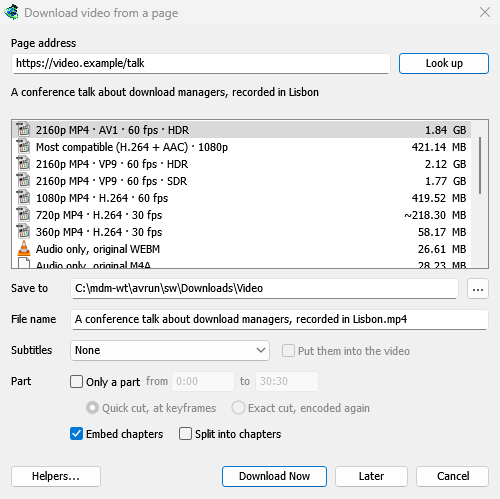 Download video from a page
Page address
https://video.example/talk Look up
A conference talk about download managers, recorded in Lisbon
2160p MP4 · AV1 · 60 fps · HDR 1.84 GB
Most compatible (H.264 + AAC) · 1080p 421.14 MB
2160p MP4 · VP9 · 60 fps · HDR 2.12 GB
2160p MP4 · VP9 · 60 fps · SDR 1.77 GB
1080p MP4 · H.264 · 60 fps 419.52 MB
720p MP4 · H.264 · 30 fps ~218.30 MB
360p MP4 · H.264 · 30 fps 58.17 MB
Audio only, original WEBM 26.61 MB
Audio only, original M4A 28.23 MB
Save to C:\mdm-wt\avrun\sw\Downloads\Video ...
File name A conference talk about download managers, recorded in Lisbon.mp4
Subtitles None Put them into the video
Part Only a part from 0:00 to 30:30
Quick cut, at keyframes Exact cut, encoded again
Embed chapters Split into chapters
Helpers... Download Now Later Cancel